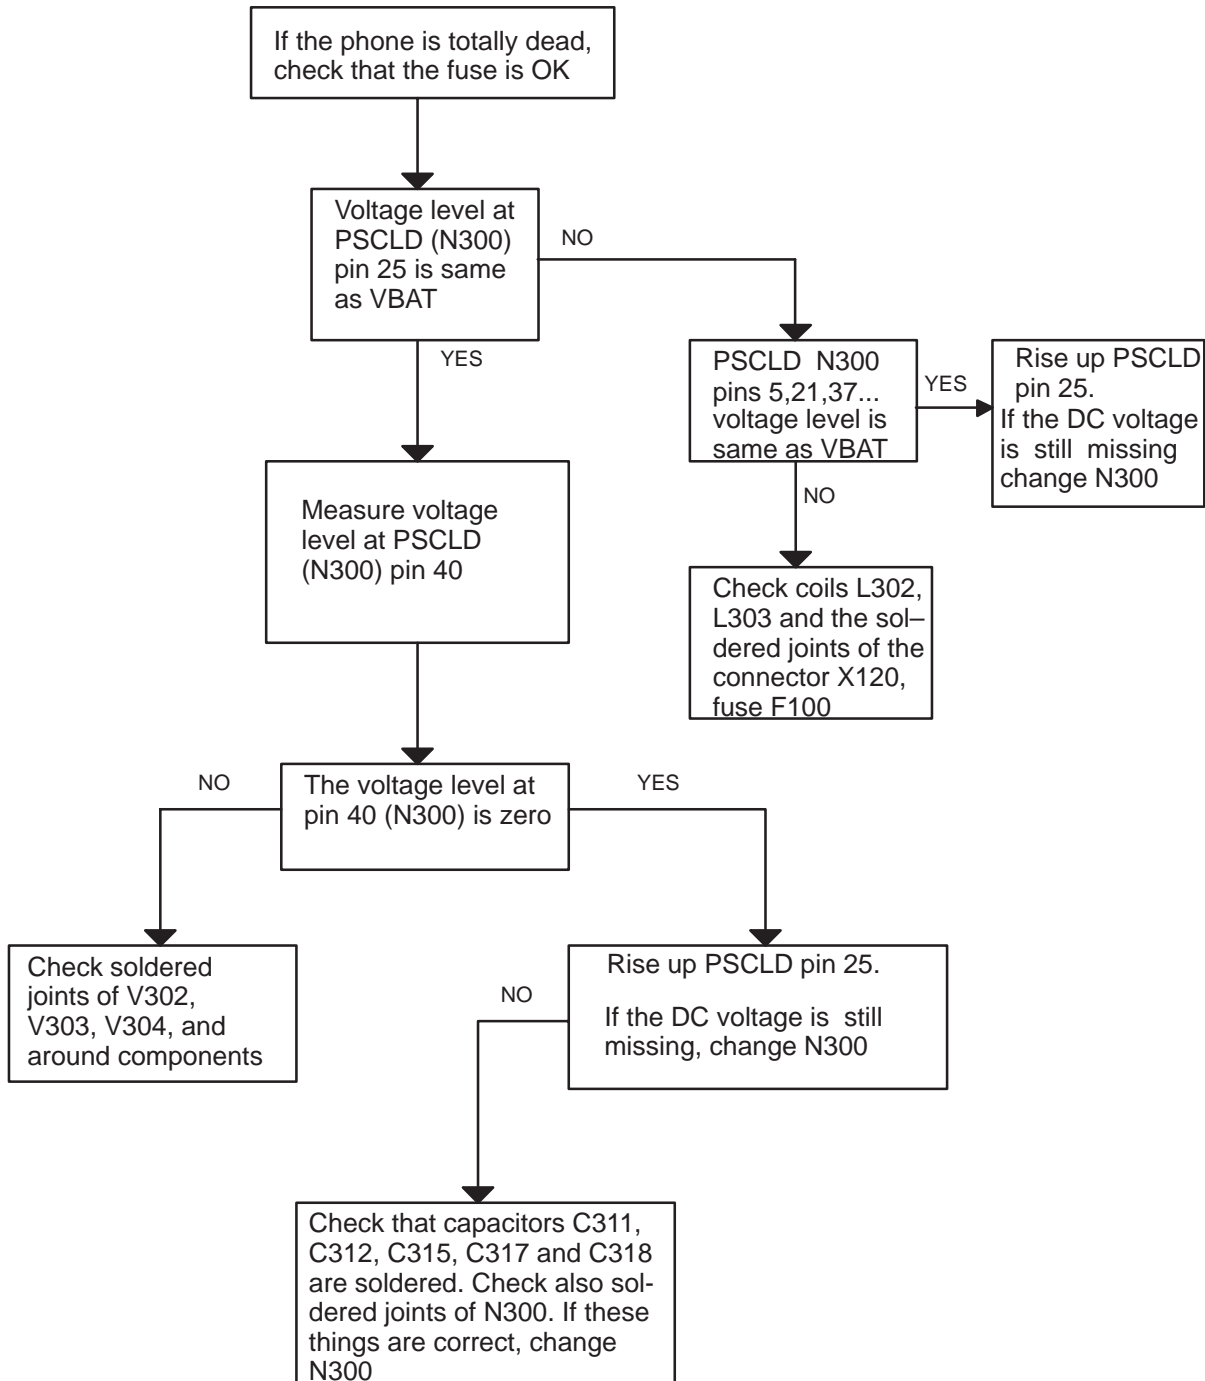 If the phone is totally dead,
check that the fuse is OK
Voltage level at
PSCLD (N300)
pin 25 is same
as VBAT
NO
YES
PSCLD N300
pins 5,21,37...
voltage level is
same as VBAT
YES
Rise up PSCLD
pin 25.
If the DC voltage
is still missing
change N300
NO
Measure voltage
level at PSCLD
(N300) pin 40
Check coils L302,
L303 and the sol–
dered joints of the
connector X120,
fuse F100
NO
The voltage level at
pin 40 (N300) is zero
YES
Check soldered
joints of V302,
V303, V304, and
around components
Rise up PSCLD pin 25.
If the DC voltage is still
missing, change N300
NO
Check that capacitors C311,
C312, C315, C317 and C318
are soldered. Check also sol-
dered joints of N300. If these
things are correct, change
N300